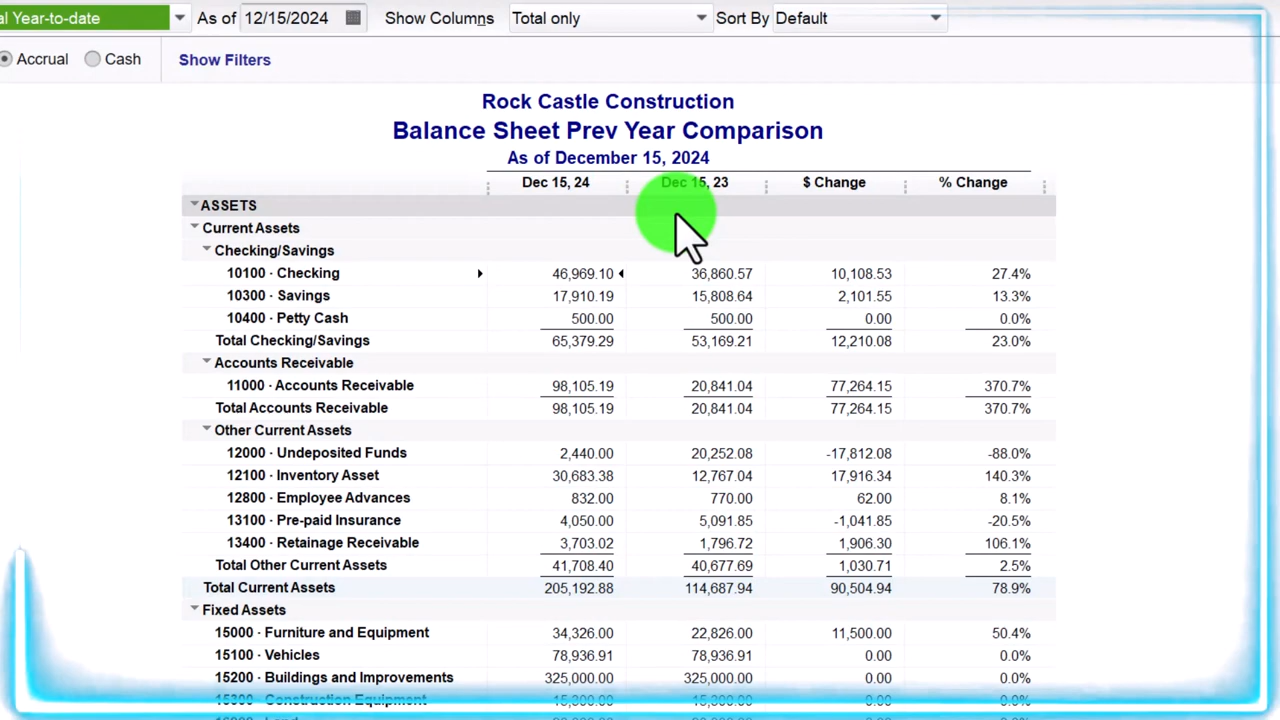 al Year-to-date As of 12/15/2024 Show Columns Total only Sort By Default
Accrual Cash Show Filters
Rock Castle Construction
Balance Sheet Prev Year Comparison
As of December 15, 2024
Dec 15, 24 Dec 15, 23 $ Change % Change
ASSETS
Current Assets
Checking/Savings
10100 · Checking 46,969.10 36,860.57 10,108.53 27.4%
10300 · Savings 17,910.19 15,808.64 2,101.55 13.3%
10400 · Petty Cash 500.00 500.00 0.00 0.0%
Total Checking/Savings 65,379.29 53,169.21 12,210.08 23.0%
Accounts Receivable
11000 · Accounts Receivable 98,105.19 20,841.04 77,264.15 370.7%
Total Accounts Receivable 98,105.19 20,841.04 77,264.15 370.7%
Other Current Assets
12000 · Undeposited Funds 2,440.00 20,252.08 -17,812.08 -88.0%
12100 · Inventory Asset 30,683.38 12,767.04 17,916.34 140.3%
12800 · Employee Advances 832.00 770.00 62.00 8.1%
13100 · Pre-paid Insurance 4,050.00 5,091.85 -1,041.85 -20.5%
13400 · Retainage Receivable 3,703.02 1,796.72 1,906.30 106.1%
Total Other Current Assets 41,708.40 40,677.69 1,030.71 2.5%
Total Current Assets 205,192.88 114,687.94 90,504.94 78.9%
Fixed Assets
15000 · Furniture and Equipment 34,326.00 22,826.00 11,500.00 50.4%
15100 · Vehicles 78,936.91 78,936.91 0.00 0.0%
15200 · Buildings and Improvements 325,000.00 325,000.00 0.00 0.0%
15300 · Construction Equipment 15,300.00 15,300.00 0.00 0.0%